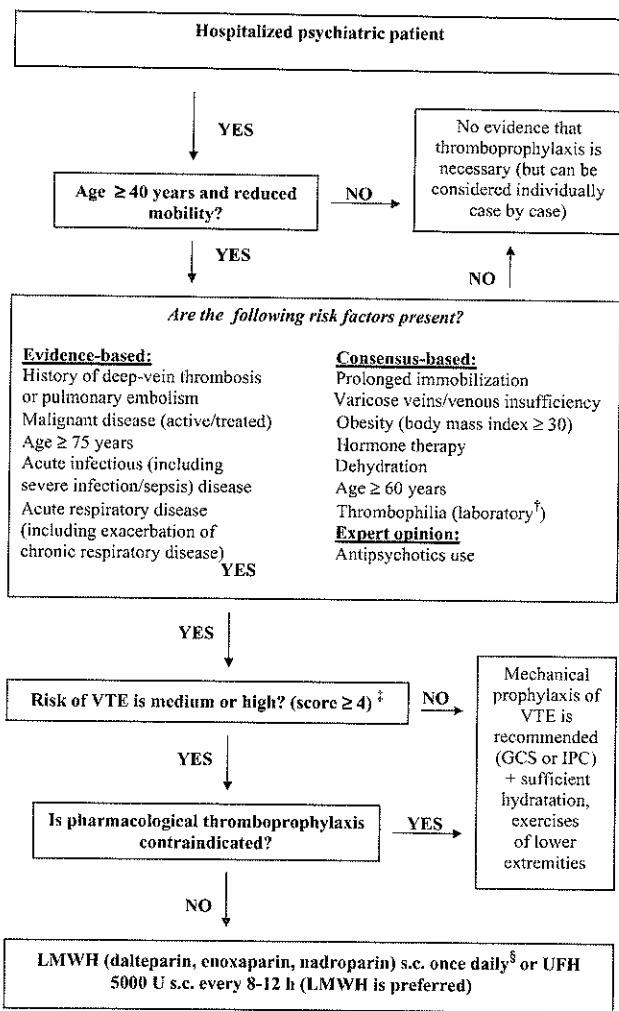 Hospitalized psychiatric patient
YES
No evidence that
thromboprophylaxis is
necessary (but can be
considered individually
case by case)
Age ≥ 40 years and reduced
mobility?
NO
YES
NO
Are the following risk factors present?
Evidence-based:
History of deep-vein thrombosis
or pulmonary embolism
Malignant disease (active/treated)
Age ≥ 75 years
Acute infectious (including
severe infection/sepsis) disease
Acute respiratory disease
(including exacerbation of
chronic respiratory disease)
YES
Consensus-based:
Prolonged immobilization
Varicose veins/venous insufficiency
Obesity (body mass index ≥ 30)
Hormone therapy
Dehydration
Age ≥ 60 years
Thrombophilia (laboratory†)
Expert opinion:
Antipsychotics use
YES
Risk of VTE is medium or high? (score ≥ 4) ‡
NO
Mechanical
prophylaxis of
VTE is
recommended
(GCS or IPC)
+ sufficient
hydratation,
exercises
of lower
extremities
YES
Is pharmacological thromboprophylaxis
contraindicated?
YES
NO
LMWH (dalteparin, enoxaparin, nadroparin) s.c. once daily§ or UFH
5000 U s.c. every 8-12 h (LMWH is preferred)